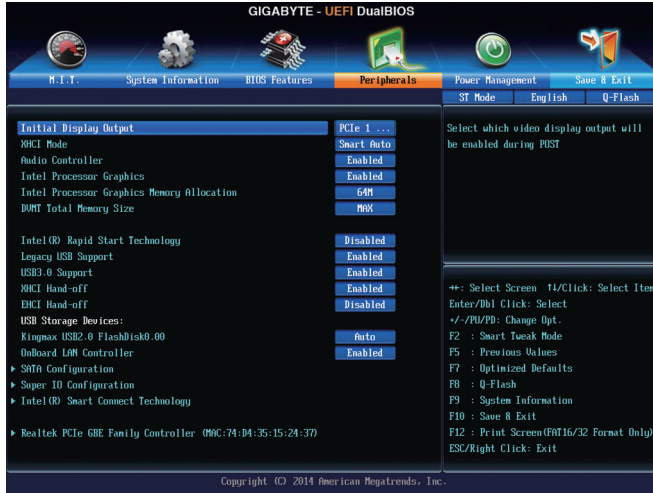 GIGABYTE - UEFI DualBIOS
M.I.T. System Information BIOS Features Peripherals Power Management Save & Exit
ST Mode English Q-Flash
Initial Display Output PCIe 1 ...
XHCI Mode Smart Auto
Audio Controller Enabled
Intel Processor Graphics Enabled
Intel Processor Graphics Memory Allocation 64M
DVMT Total Memory Size MAX
Intel(R) Rapid Start Technology Disabled
Legacy USB Support Enabled
USB3.0 Support Enabled
XHCI Hand-off Enabled
EHCI Hand-off Disabled
USB Storage Devices:
Kingmax USB2.0 FlashDisk0.00 Auto
OnBoard LAN Controller Enabled
SATA Configuration
Super IO Configuration
Intel(R) Smart Connect Technology
Realtek PCIe GBE Family Controller (MAC:74:D4:35:15:24:37)
Select which video display output will
be enabled during POST
↔: Select Screen ↑↓/Click: Select Item
Enter/Dbl Click: Select
+/-/PU/PD: Change Opt.
F2 : Smart Tweak Mode
F5 : Previous Values
F7 : Optimized Defaults
F8 : Q-Flash
F9 : System Information
F10 : Save & Exit
F12 : Print Screen(FAT16/32 Format Only)
ESC/Right Click: Exit
Copyright (C) 2014 American Megatrends, Inc.